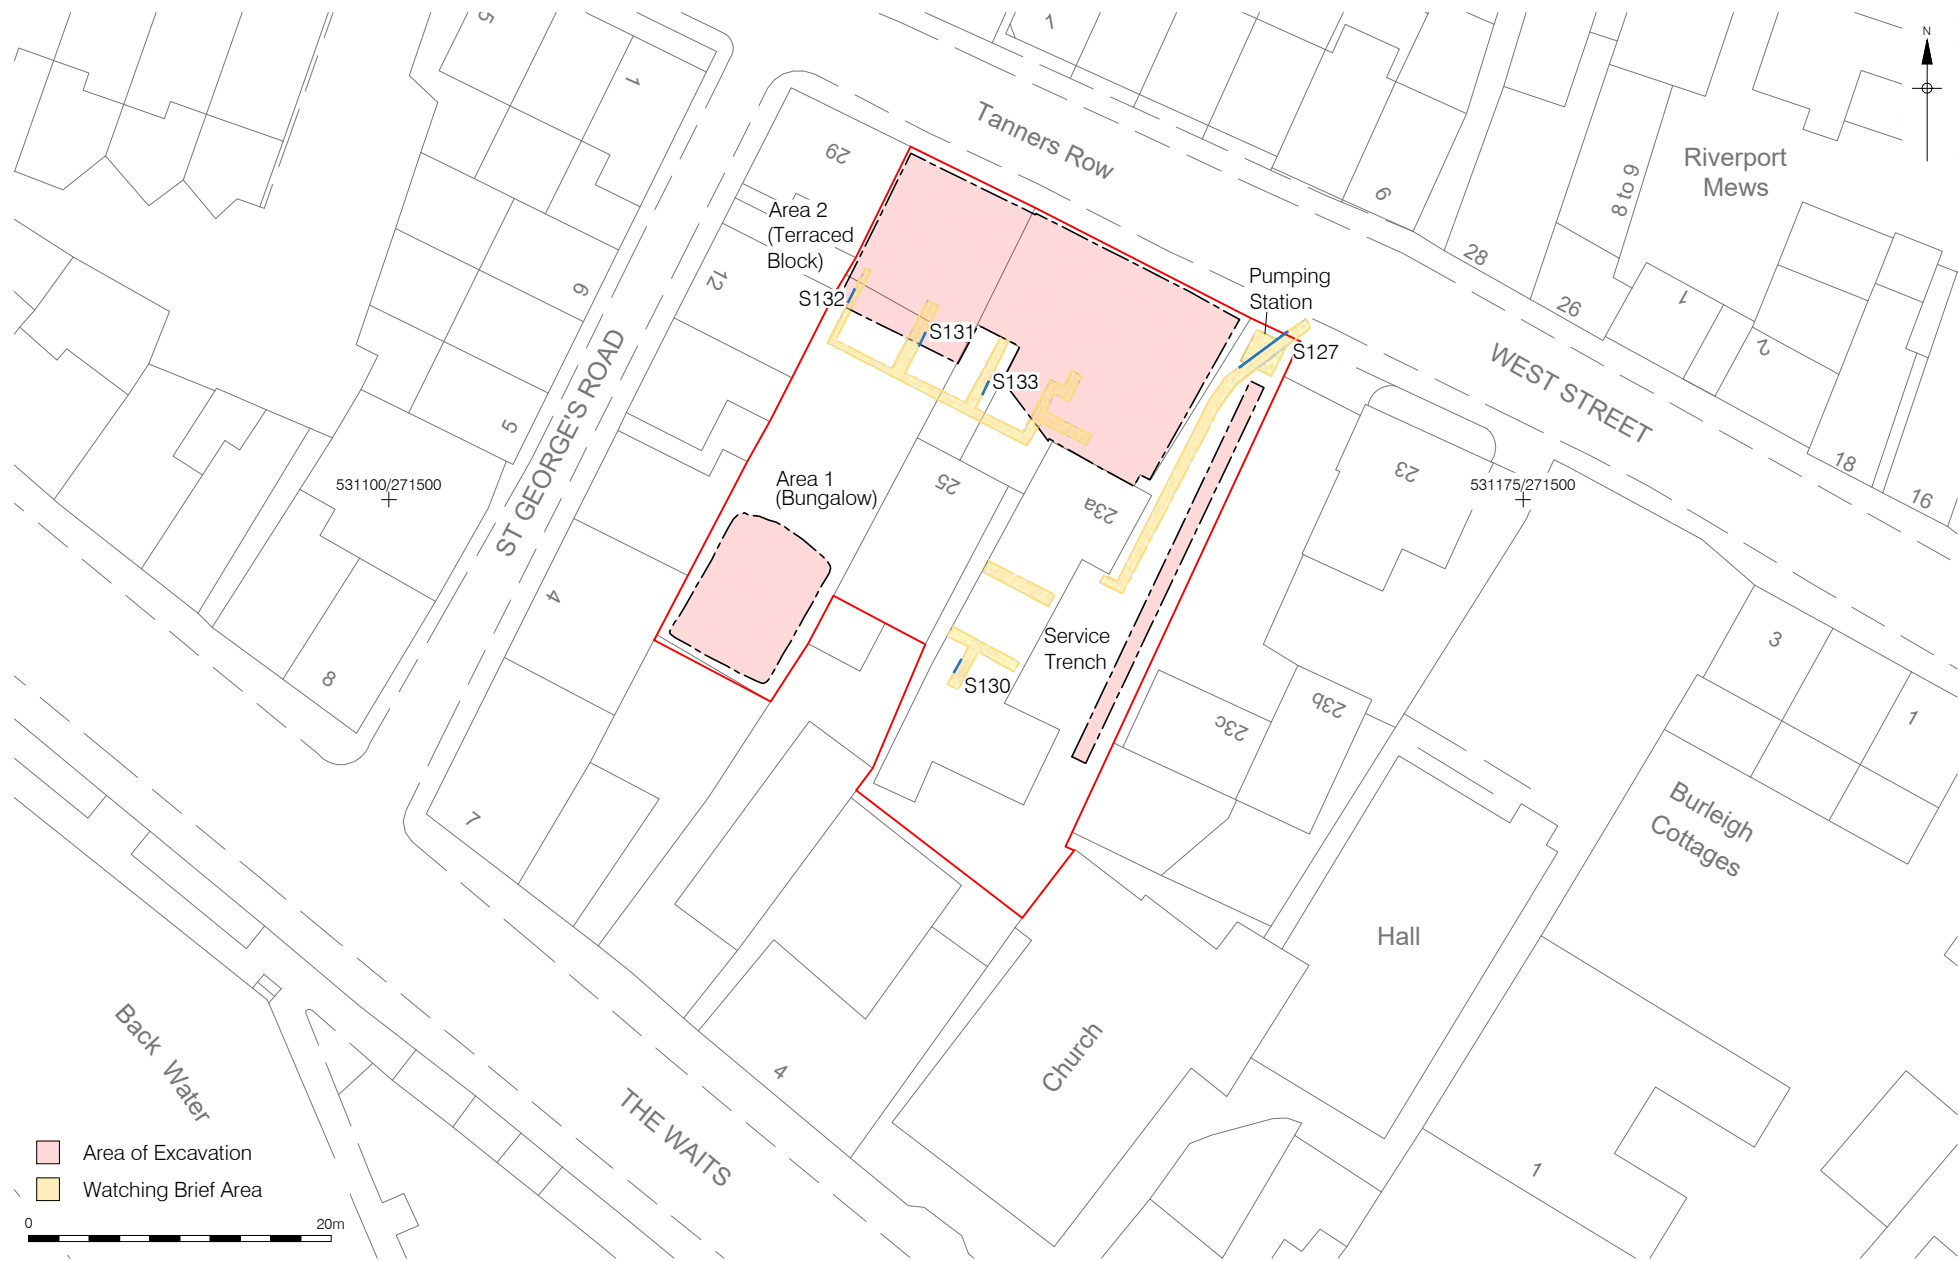 5
1
1
N
Tanners Row
29
Riverport
Mews
8 to 9
9
Area 2
(Terraced
Block)
12
6
28
Pumping
Station
26
1
2
S132
S131
S127
S133
WEST STREET
ST GEORGE'S ROAD
5
18
16
23
531100/271500
531175/271500
Area 1
(Bungalow)
25
23a
4
Service
Trench
3
1
8
S130
23b
23c
7
Burleigh
Cottages
Hall
Back Water
Church
4
THE WAITS
1
Area of Excavation
Watching Brief Area
0 20m